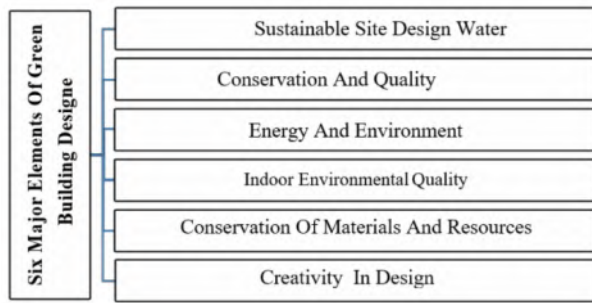 Six Major Elements Of Green
Building Designe
Sustainable Site Design Water
Conservation And Quality
Energy And Environment
Indoor Environmental Quality
Conservation Of Materials And Resources
Creativity In Design